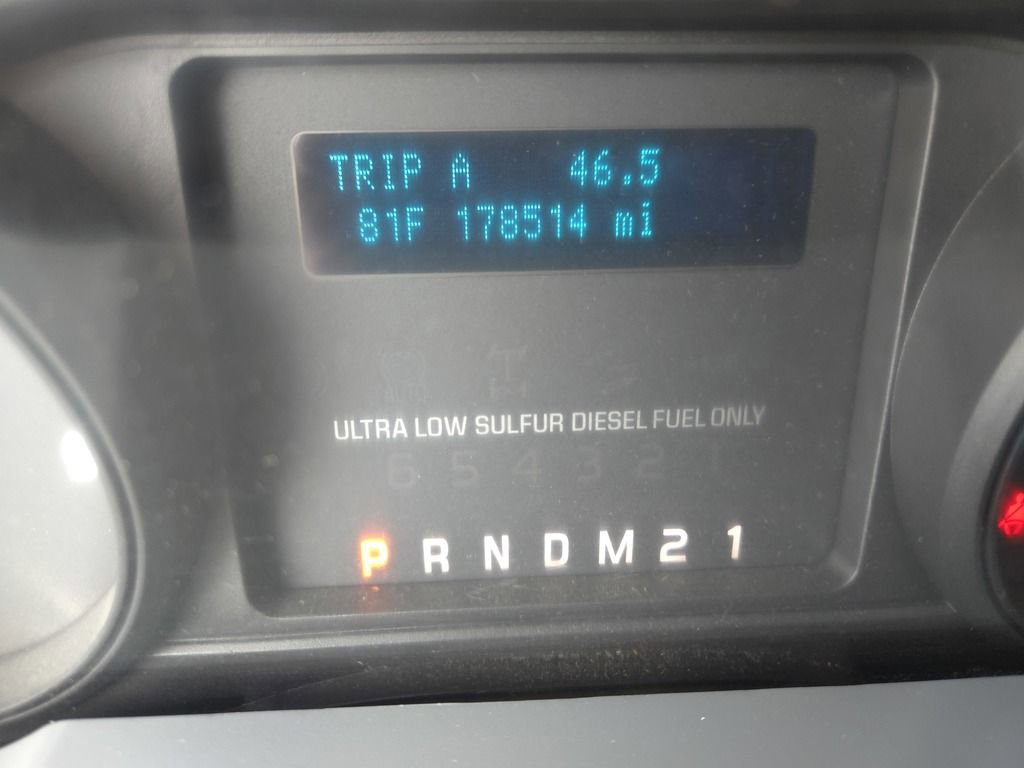 TRIP A 46.5
81F 178514 mi
ULTRA LOW SULFUR DIESEL FUEL ONLY
6 5 4 3 2 1
P R N D M 2 1